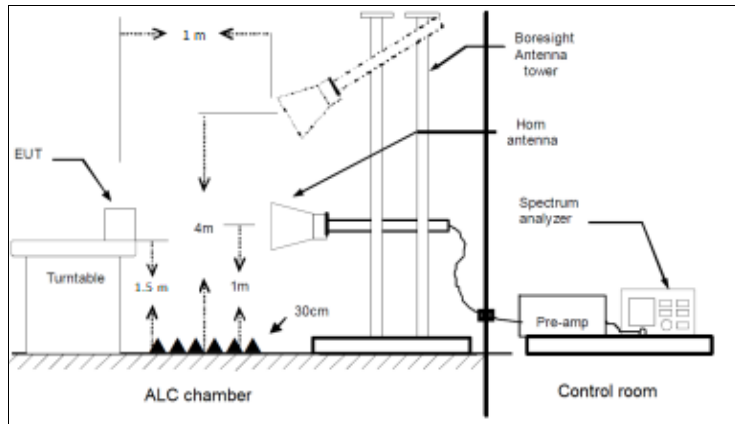 1 m
Boresight
Antenna
tower
Horn
antenna
EUT
Spectrum
analyzer
4m
Turntable
1.5 m
1m
30cm
Pre-amp
ALC chamber
Control room